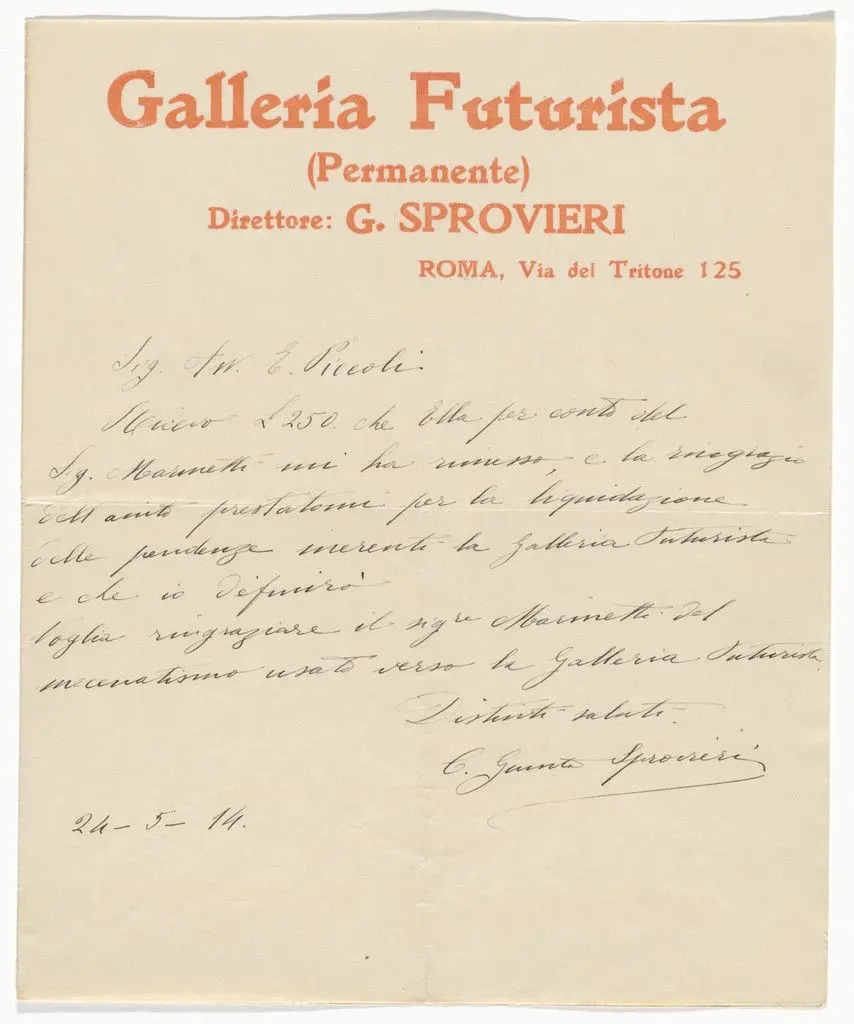 Galleria Futurista
(Permanente)
Direttore: G. SPROVIERI
ROMA, Via del Tritone 125
Sig. Avv. E. Piccoli.
Ricevo £ 250. che Ella per conto del
Sig. Marinetti mi ha rimesso, e la ringrazio
dell'aiuto prestatomi per la liquidazione
delle pendenze inerenti la Galleria Futurista
e che io definirò
Voglia ringraziare il sigre Marinetti del
mecenatismo usato verso la Galleria Futurista.
Distinti saluti.
Sprovieri
24-5-14.